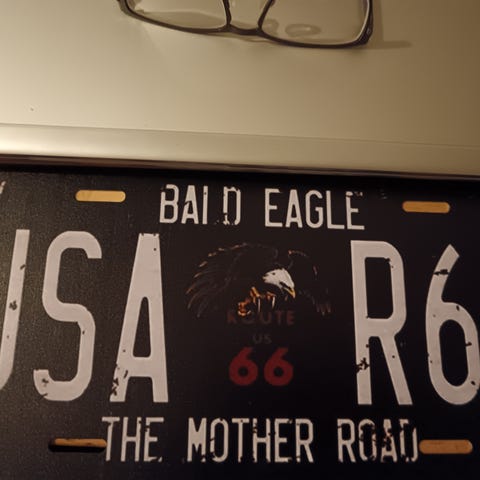 BALD EAGLE
USA R6
ROUTE
US
66
THE MOTHER ROAD